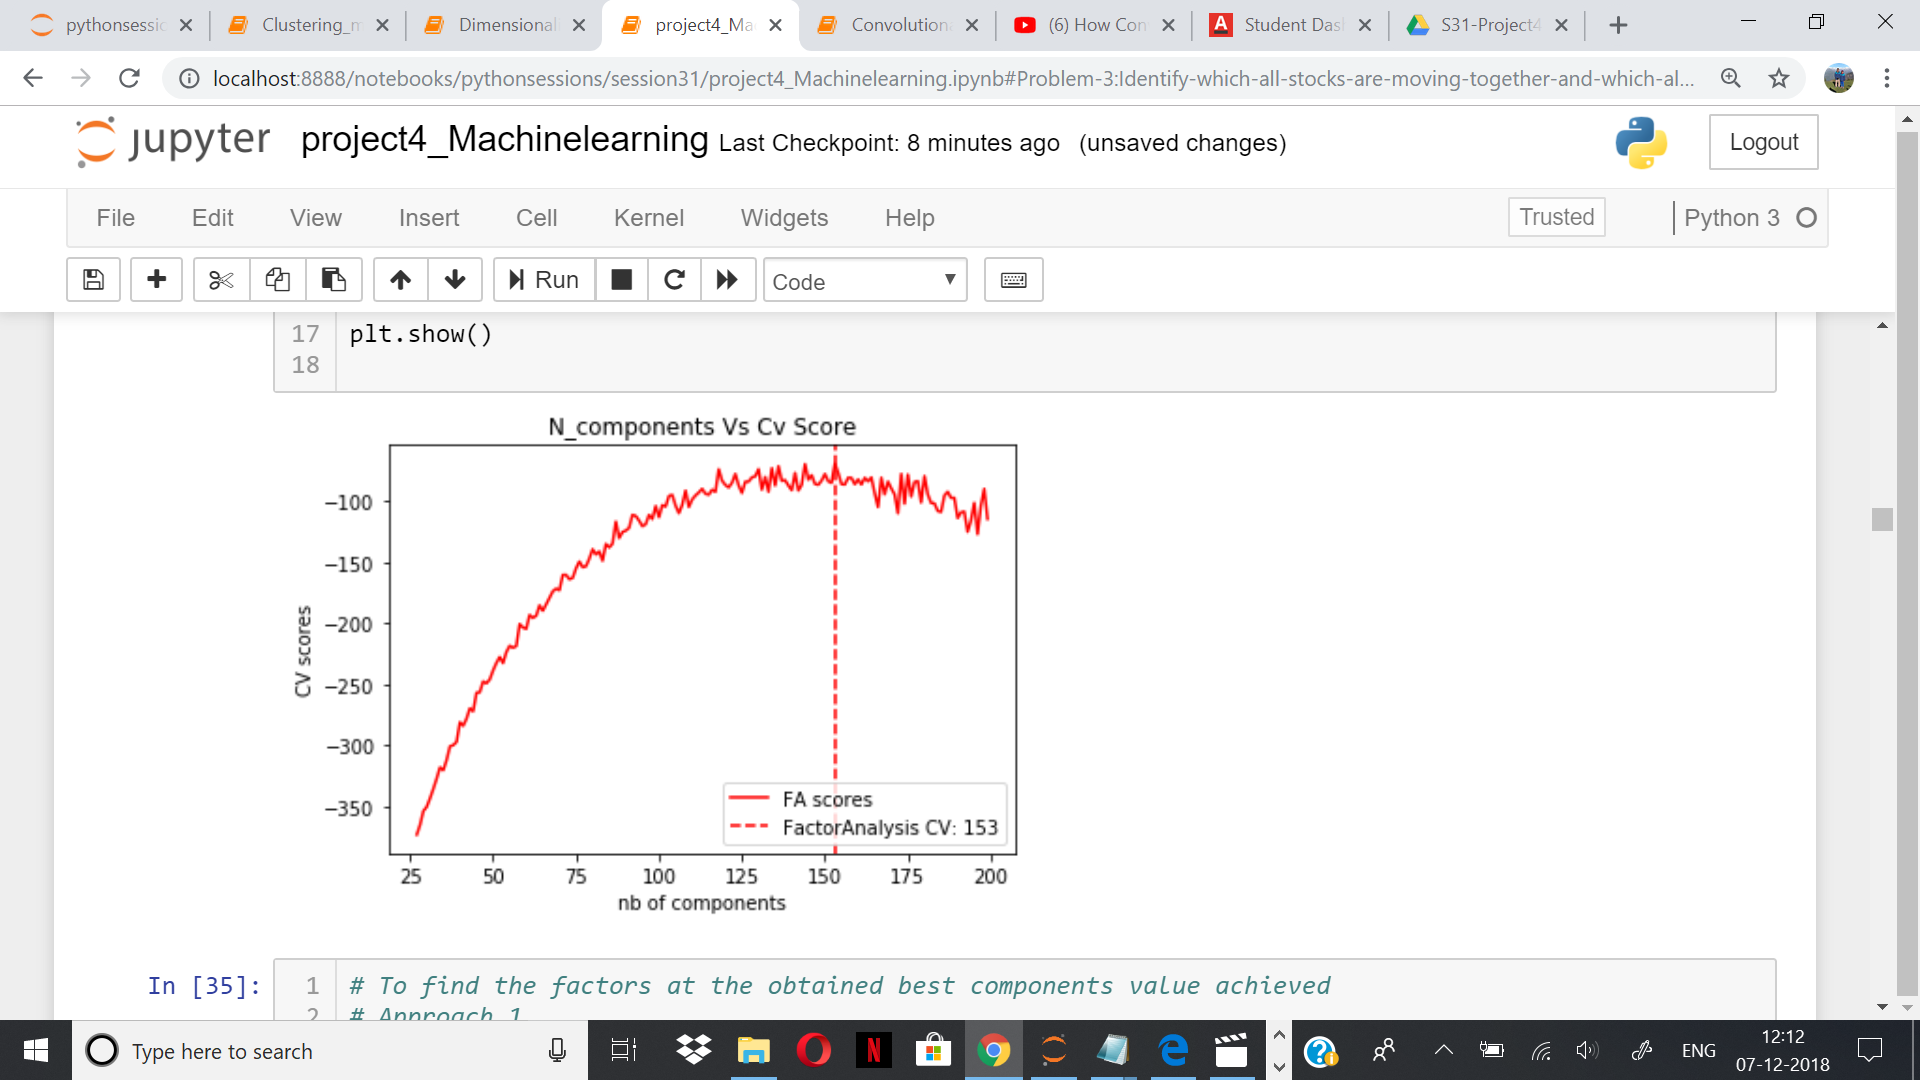 pythonsessic
Clustering_m
Dimensional
project4_Ma
Convolution
(6) How Con
Student Das
S31-Project4
localhost:8888/notebooks/pythonsessions/session31/project4_Machinelearning.ipynb#Problem-3:Identify-which-all-stocks-are-moving-together-and-which-al...
jupyter project4_Machinelearning Last Checkpoint: 8 minutes ago (unsaved changes)
Logout
File Edit View Insert Cell Kernel Widgets Help
Trusted
Python 3
Run
Code
17 plt.show()
18
N_components Vs Cv Score
−100
−150
−200
−250
−300
−350
CV scores
FA scores
FactorAnalysis CV: 153
25 50 75 100 125 150 175 200
nb of components
In [35]:
1 # To find the factors at the obtained best components value achieved
2 # Approach 1
Type here to search
ENG
12:12
07-12-2018